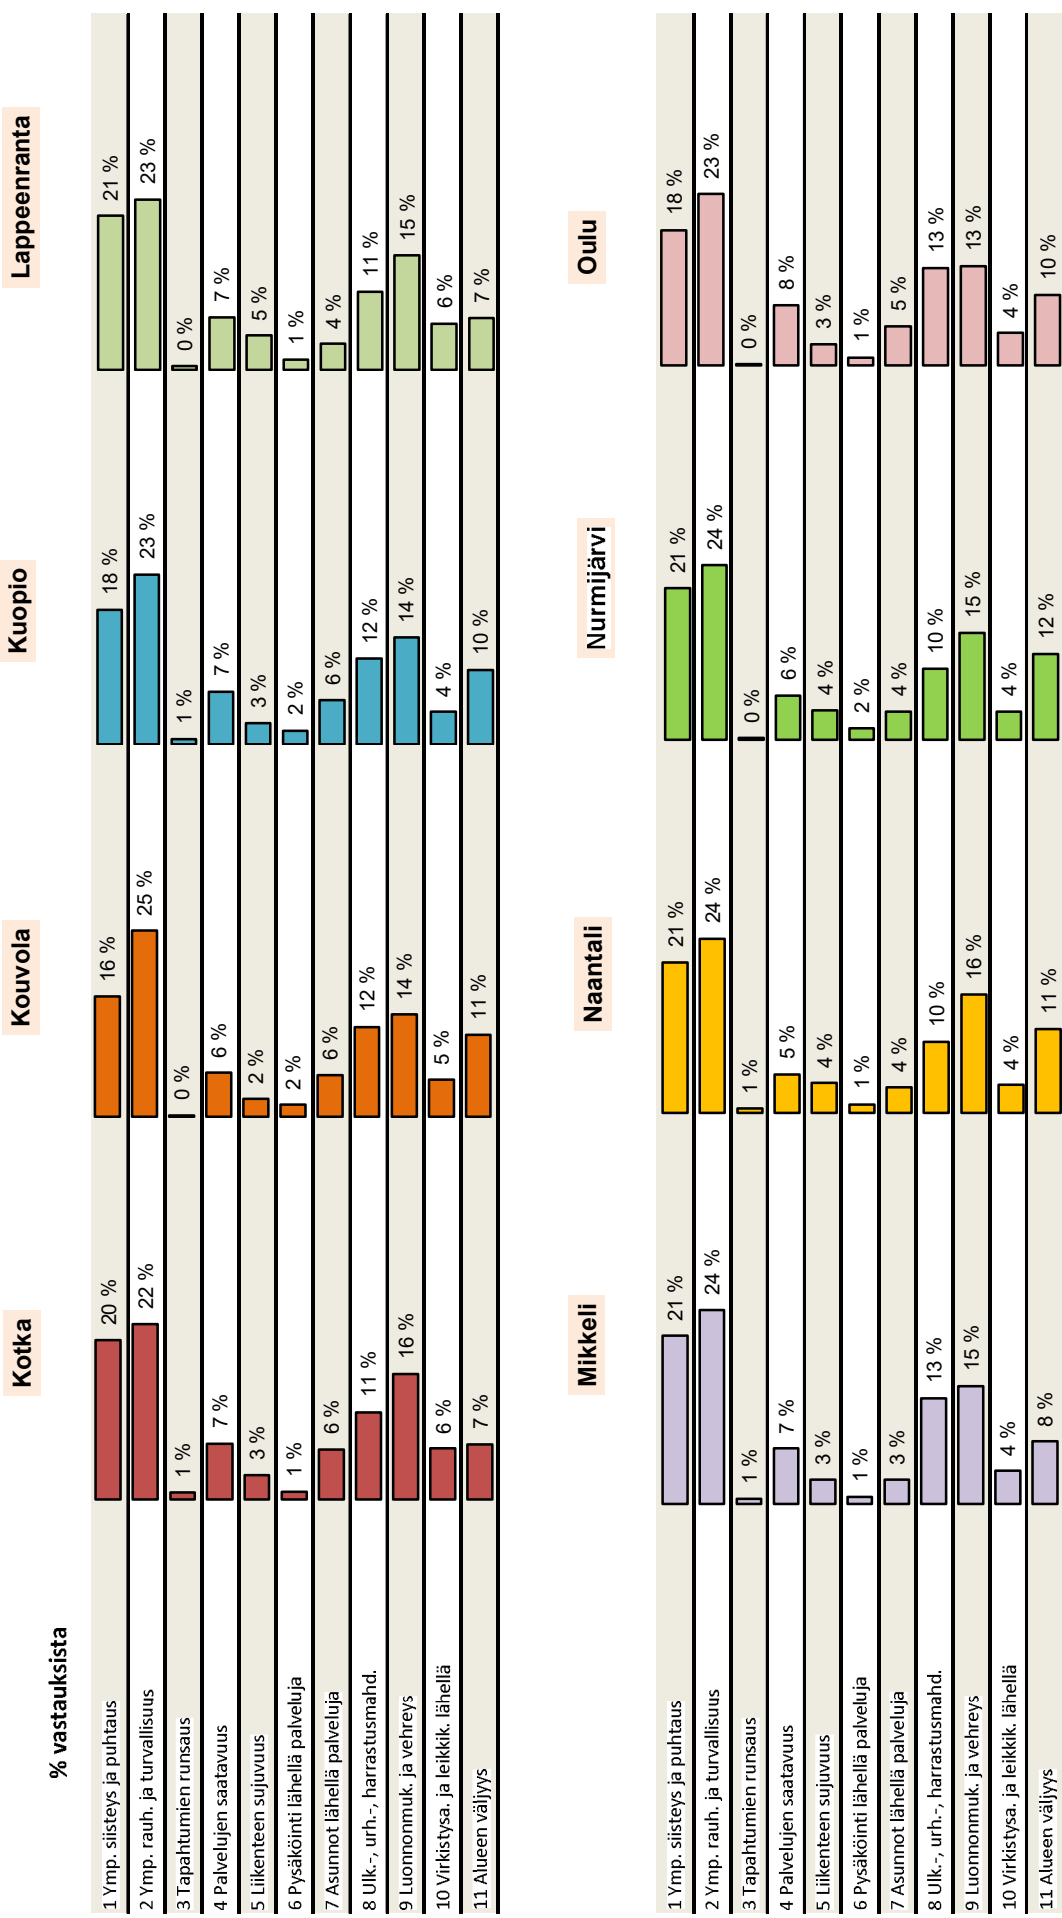 % vastauksista
Kotka Kouvola Kuopio Lappeenranta
1 Ymp. siisteys ja puhtaus 20 % 16 % 18 % 21 %
2 Ymp. rauh. ja turvallisuus 22 % 25 % 23 % 23 %
3 Tapahtumien runsaus 1 % 0 % 1 % 0 %
4 Palvelujen saatavuus 7 % 6 % 7 % 7 %
5 Liikenteen sujuvuus 3 % 2 % 3 % 5 %
6 Pysäköinti lähellä palveluja 1 % 2 % 2 % 1 %
7 Asunnot lähellä palveluja 6 % 6 % 6 % 4 %
8 Ulk.-, urh.-, harrastusmahd. 11 % 12 % 12 % 11 %
9 Luonnonmuk. ja vehreys 16 % 14 % 14 % 15 %
10 Virkistysa. ja leikkik. lähellä 6 % 5 % 4 % 6 %
11 Alueen väljyys 7 % 11 % 10 % 7 %
Mikkeli Naantali Nurmijärvi Oulu
1 Ymp. siisteys ja puhtaus 21 % 21 % 21 % 18 %
2 Ymp. rauh. ja turvallisuus 24 % 24 % 24 % 23 %
3 Tapahtumien runsaus 1 % 1 % 0 % 0 %
4 Palvelujen saatavuus 7 % 5 % 6 % 8 %
5 Liikenteen sujuvuus 3 % 4 % 4 % 3 %
6 Pysäköinti lähellä palveluja 1 % 1 % 2 % 1 %
7 Asunnot lähellä palveluja 3 % 4 % 4 % 5 %
8 Ulk.-, urh.-, harrastusmahd. 13 % 10 % 10 % 13 %
9 Luonnonmuk. ja vehreys 15 % 16 % 15 % 13 %
10 Virkistysa. ja leikkik. lähellä 4 % 4 % 4 % 4 %
11 Alueen väljyys 8 % 11 % 12 % 10 %